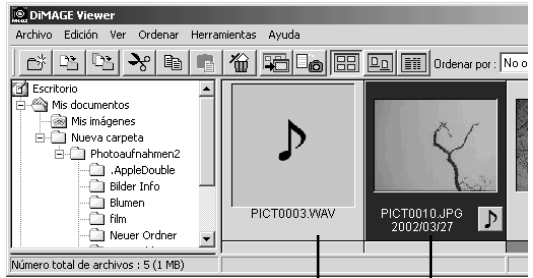 DiMAGE Viewer
Archivo Edición Ver Ordenar Herramientas Ayuda
Ordenar por : No o
Escritorio
Mis documentos
Mis imágenes
Nueva carpeta
Photoaufnahmen2
.AppleDouble
Bilder Info
Blumen
film
Neuer Ordner
PICT0003.WAV
PICT0010.JPG
2002/03/27
Número total de archivos : 5 (1 MB)